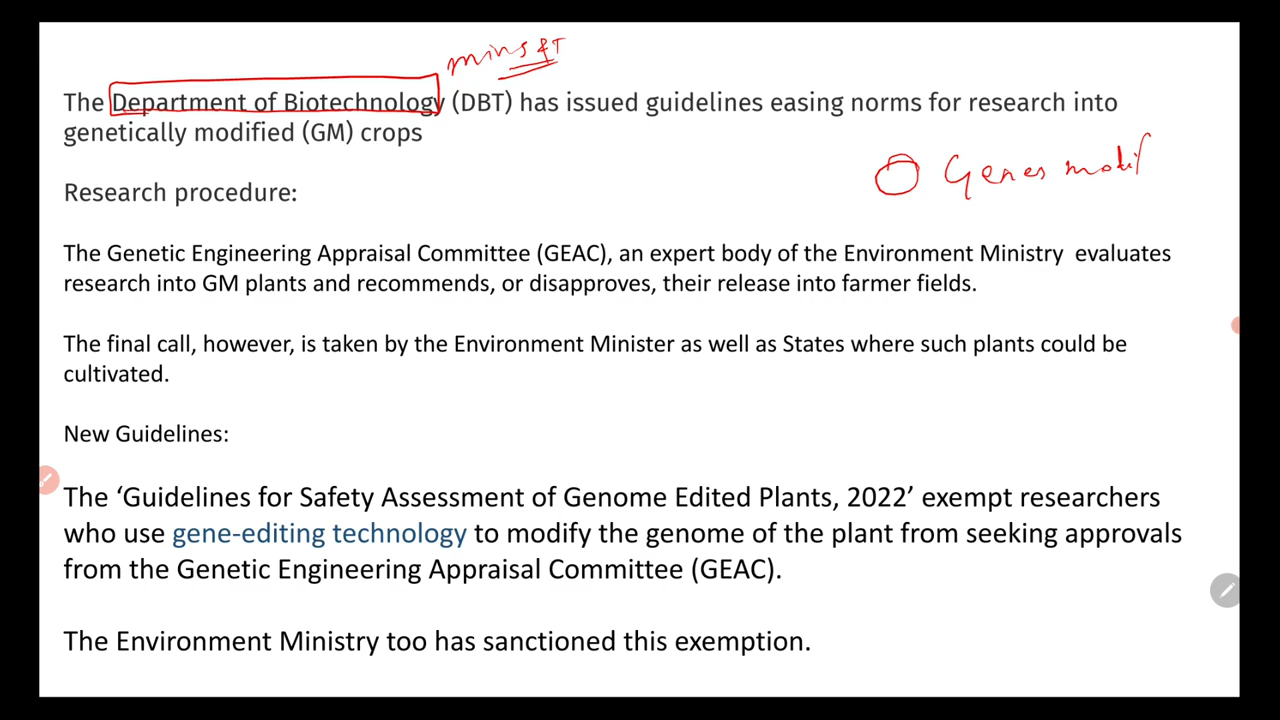 min S & T
The Department of Biotechnology (DBT) has issued guidelines easing norms for research into
genetically modified (GM) crops
Genes modif
Research procedure:
The Genetic Engineering Appraisal Committee (GEAC), an expert body of the Environment Ministry evaluates
research into GM plants and recommends, or disapproves, their release into farmer fields.
The final call, however, is taken by the Environment Minister as well as States where such plants could be
cultivated.
New Guidelines:
The ‘Guidelines for Safety Assessment of Genome Edited Plants, 2022’ exempt researchers
who use gene-editing technology to modify the genome of the plant from seeking approvals
from the Genetic Engineering Appraisal Committee (GEAC).
The Environment Ministry too has sanctioned this exemption.